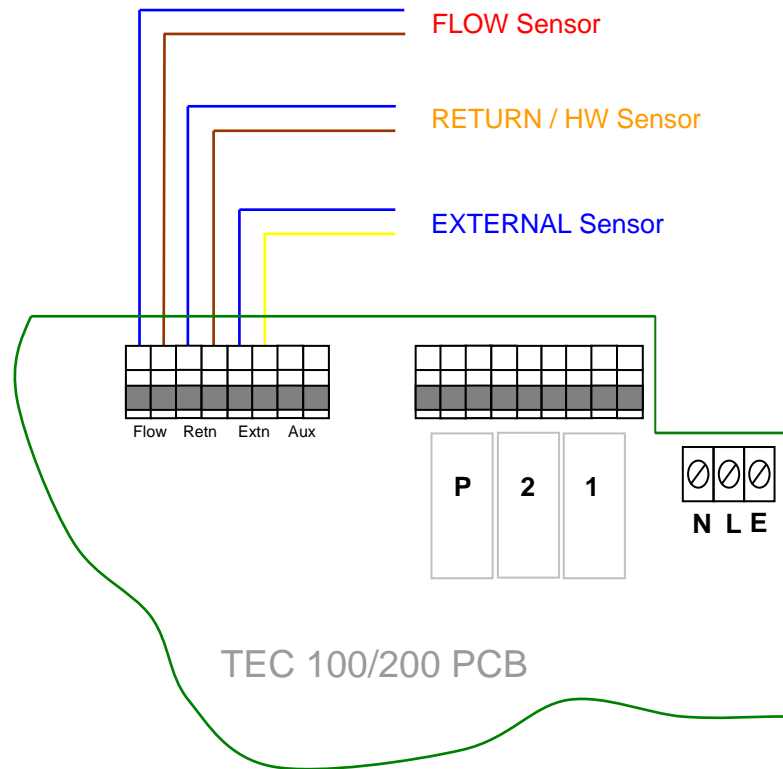 FLOW Sensor
RETURN / HW Sensor
EXTERNAL Sensor
Flow Retn Extn Aux
P 2 1
N L E
TEC 100/200 PCB